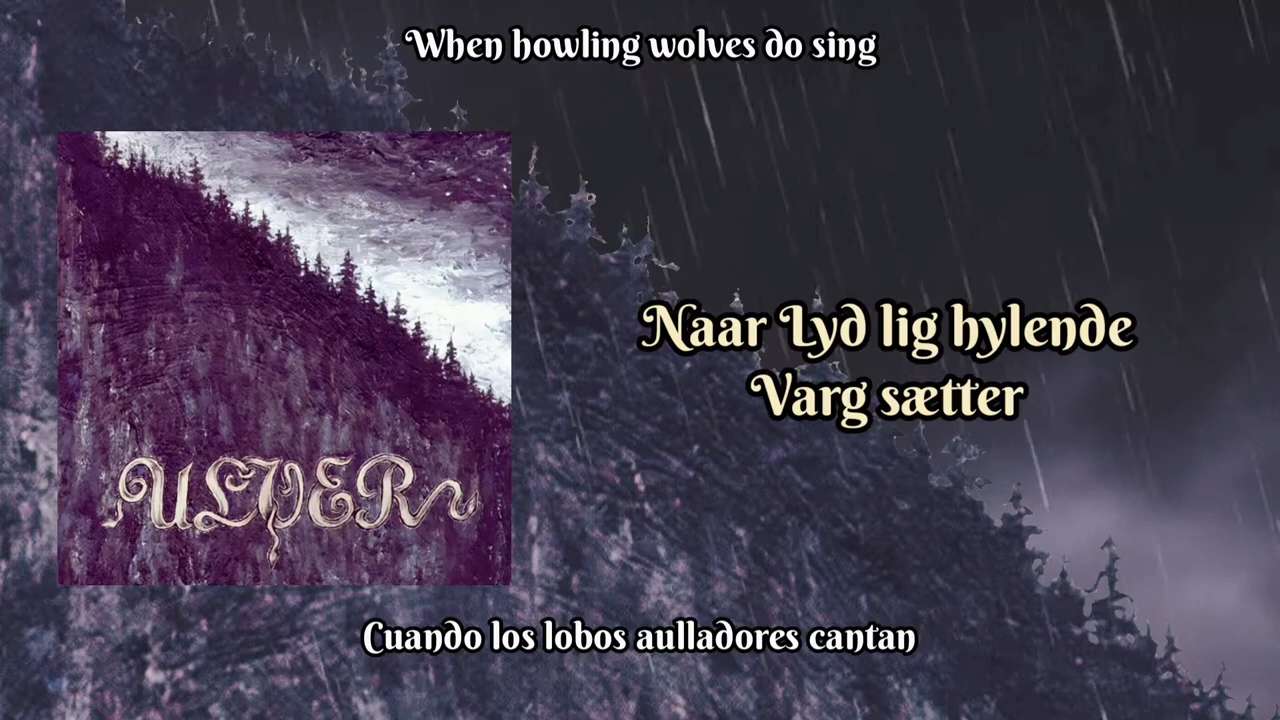 When howling wolves do sing
Naar Lyd lig hylende
Varg sætter
ULVER
Cuando los lobos aulladores cantan